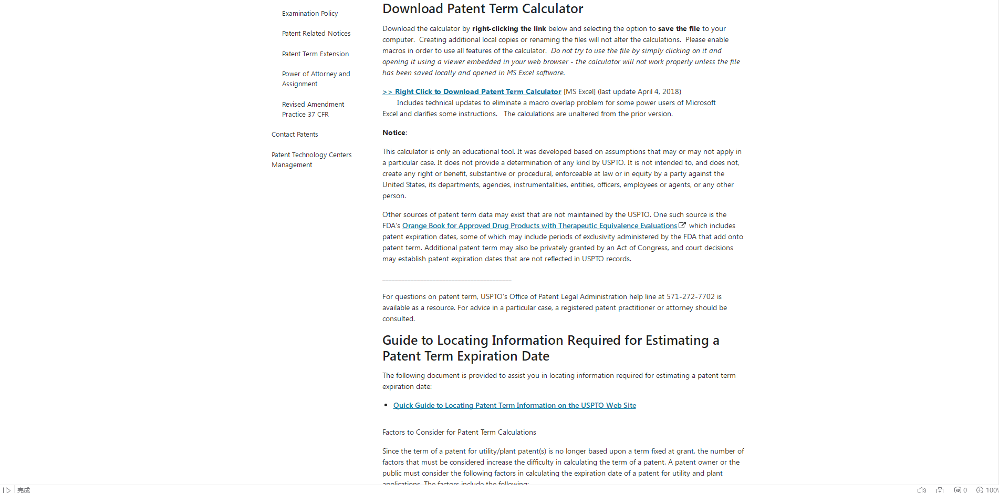 Examination Policy
Patent Related Notices
Patent Term Extension
Power of Attorney and
Assignment
Revised Amendment
Practice 37 CFR
Contact Patents
Patent Technology Centers
Management
Download Patent Term Calculator
Download the calculator by right-clicking the link below and selecting the option to save the file to your
computer.  Creating additional local copies or renaming the files will not alter the calculations.  Please enable
macros in order to use all features of the calculator.  Do not try to use the file by simply clicking on it and
opening it using a viewer embedded in your web browser - the calculator will not work properly unless the file
has been saved locally and opened in MS Excel software.
>> Right Click to Download Patent Term Calculator [MS Excel] (last update April 4, 2018)
Includes technical updates to eliminate a macro overlap problem for some power users of Microsoft
Excel and clarifies some instructions.   The calculations are unaltered from the prior version.
Notice:
This calculator is only an educational tool. It was developed based on assumptions that may or may not apply in
a particular case. It does not provide a determination of any kind by USPTO. It is not intended to, and does not,
create any right or benefit, substantive or procedural, enforceable at law or in equity by a party against the
United States, its departments, agencies, instrumentalities, entities, officers, employees or agents, or any other
person.
Other sources of patent term data may exist that are not maintained by the USPTO. One such source is the
FDA's Orange Book for Approved Drug Products with Therapeutic Equivalence Evaluations which includes
patent expiration dates, some of which may include periods of exclusivity administered by the FDA that add onto
patent term. Additional patent term may also be privately granted by an Act of Congress, and court decisions
may establish patent expiration dates that are not reflected in USPTO records.
___________________________________
For questions on patent term, USPTO's Office of Patent Legal Administration help line at 571-272-7702 is
available as a resource. For advice in a particular case, a registered patent practitioner or attorney should be
consulted.
Guide to Locating Information Required for Estimating a
Patent Term Expiration Date
The following document is provided to assist you in locating information required for estimating a patent term
expiration date:
• Quick Guide to Locating Patent Term Information on the USPTO Web Site
Factors to Consider for Patent Term Calculations
Since the term of a patent for utility/plant patent(s) is no longer based upon a term fixed at grant, the number of
factors that must be considered increase the difficulty in calculating the term of a patent. A patent owner or the
public must consider the following factors in calculating the expiration date of a patent for utility and plant
applications. The factors include the following:
完成
AD 0
100%